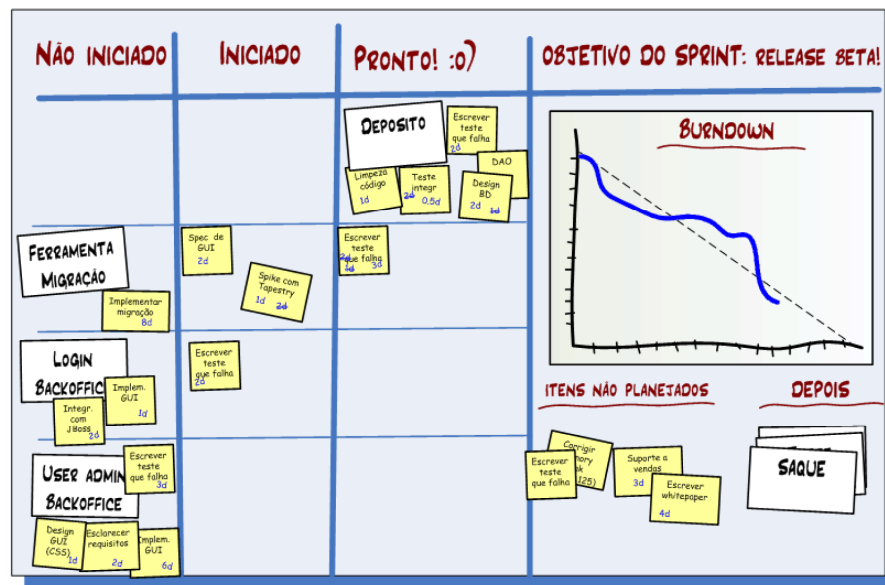 NÃO INICIADO
INICIADO
PRONTO! :o)
OBJETIVO DO SPRINT: RELEASE BETA!
DEPOSITO
Escrever
teste
que falha
2d
Limpeza
código
1d
Teste
integr
2d 0.5d
DAO
Design
BD
2d
BURNDOWN
FERRAMENTA
MIGRAÇÃO
Implementar
migração
8d
Spec de
GUI
2d
Spike com
Tapestry
1d 2d
Escrever
teste
que falha
3d
LOGIN
Implem.
GUI
1d
Integr.
com
JBoss
2d
Escrever
teste
que falha
2d
USER ADMIN
BACKOFFICE
Escrever
teste
que falha
3d
Design
GUI
(CSS)
1d
Esclarecer
requisitos
2d
Implem.
GUI
6d
ITENS NÃO PLANEJADOS
Escrever
teste
que falha
Corrigir
125)
Suporte a
vendas
3d
Escrever
whitepaper
4d
DEPOIS
SAQUE